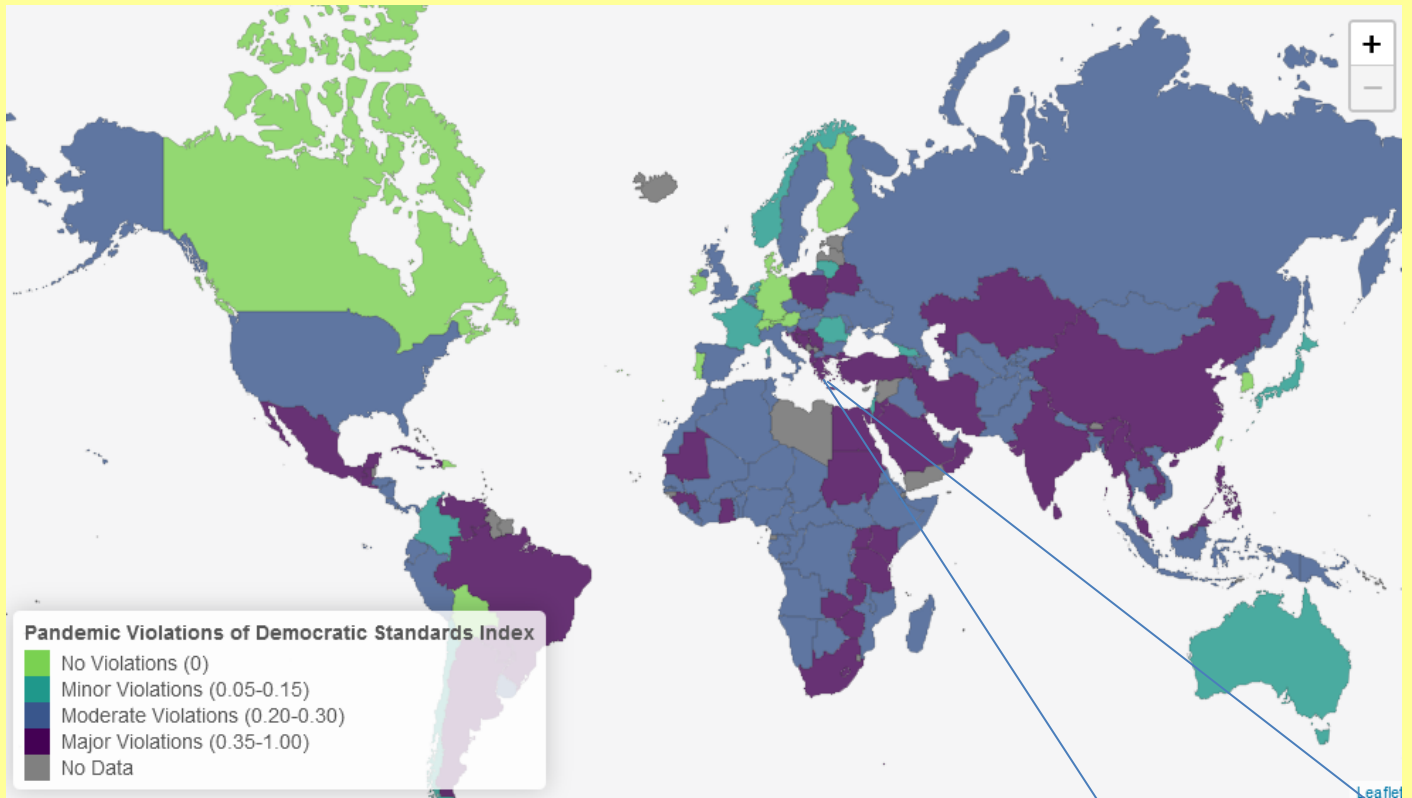 +
−
Pandemic Violations of Democratic Standards Index
No Violations (0)
Minor Violations (0.05-0.15)
Moderate Violations (0.20-0.30)
Major Violations (0.35-1.00)
No Data
Leaflet